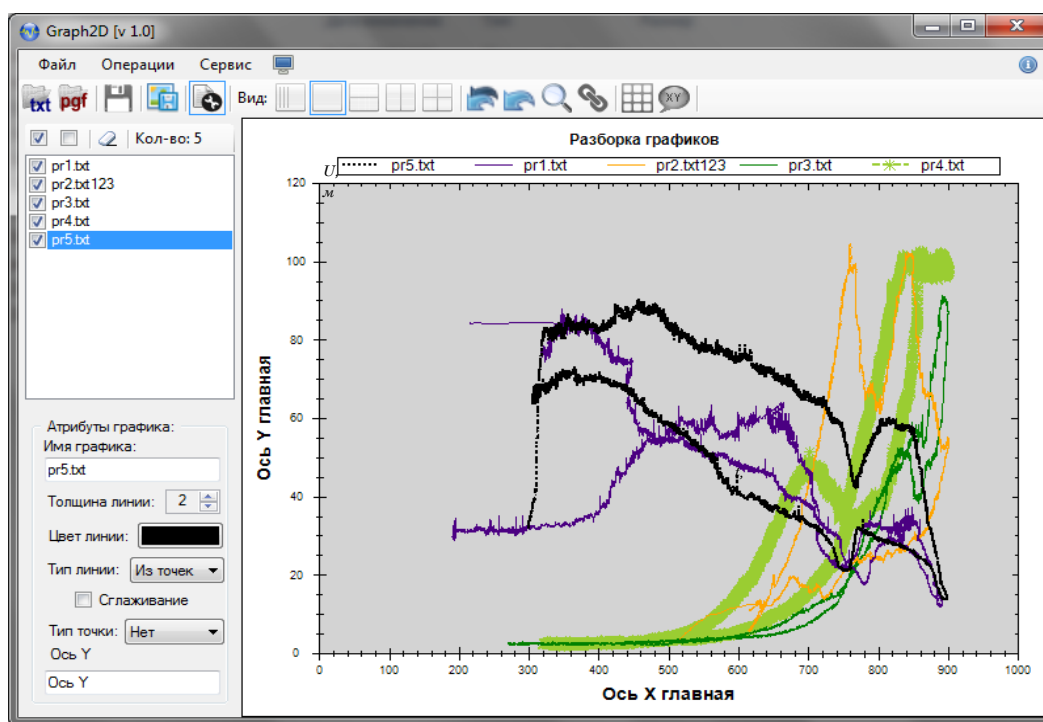 Graph2D [v 1.0]
Файл Операции Сервис
txt pgf Вид: XY
Кол-во: 5
pr1.txt
pr2.txt123
pr3.txt
pr4.txt
pr5.txt
Атрибуты графика:
Имя графика:
pr5.txt
Толщина линии: 2
Цвет линии:
Тип линии: Из точек
Сглаживание
Тип точки: Нет
Ось Y
Ось Y
Разборка графиков
pr5.txt pr1.txt pr2.txt123 pr3.txt pr4.txt
U,
м
Ось Y главная
120
100
80
60
40
20
0
0 100 200 300 400 500 600 700 800 900 1000
Ось X главная